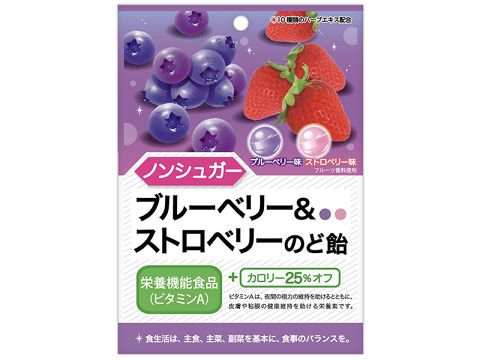 ※10種類のハーブエキス配合
ブルーベリー味 ストロベリー味
フルーツ香料使用
ノンシュガー
ブルーベリー&
ストロベリーのど飴
栄養機能食品
(ビタミンA)
+カロリー25%オフ
ビタミンAは、夜間の視力の維持を助けるとともに、
皮膚や粘膜の健康維持を助ける栄養素です。
★食生活は、主食、主菜、副菜を基本に、食事のバランスを。